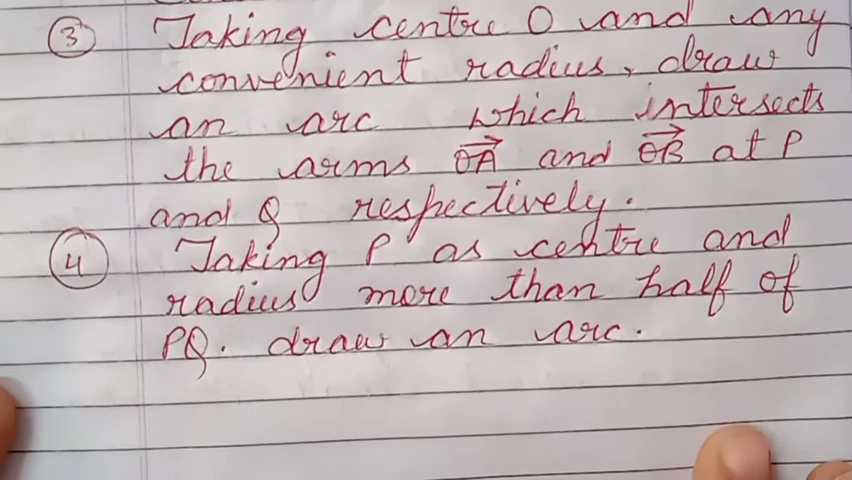 ③ Taking centre O and any
convenient radius, draw
an arc which intersects
the arms O͞A⃗ and OB⃗ at P
and Q respectively.
④ Taking P as centre and
radius more than half of
PQ. draw an arc.